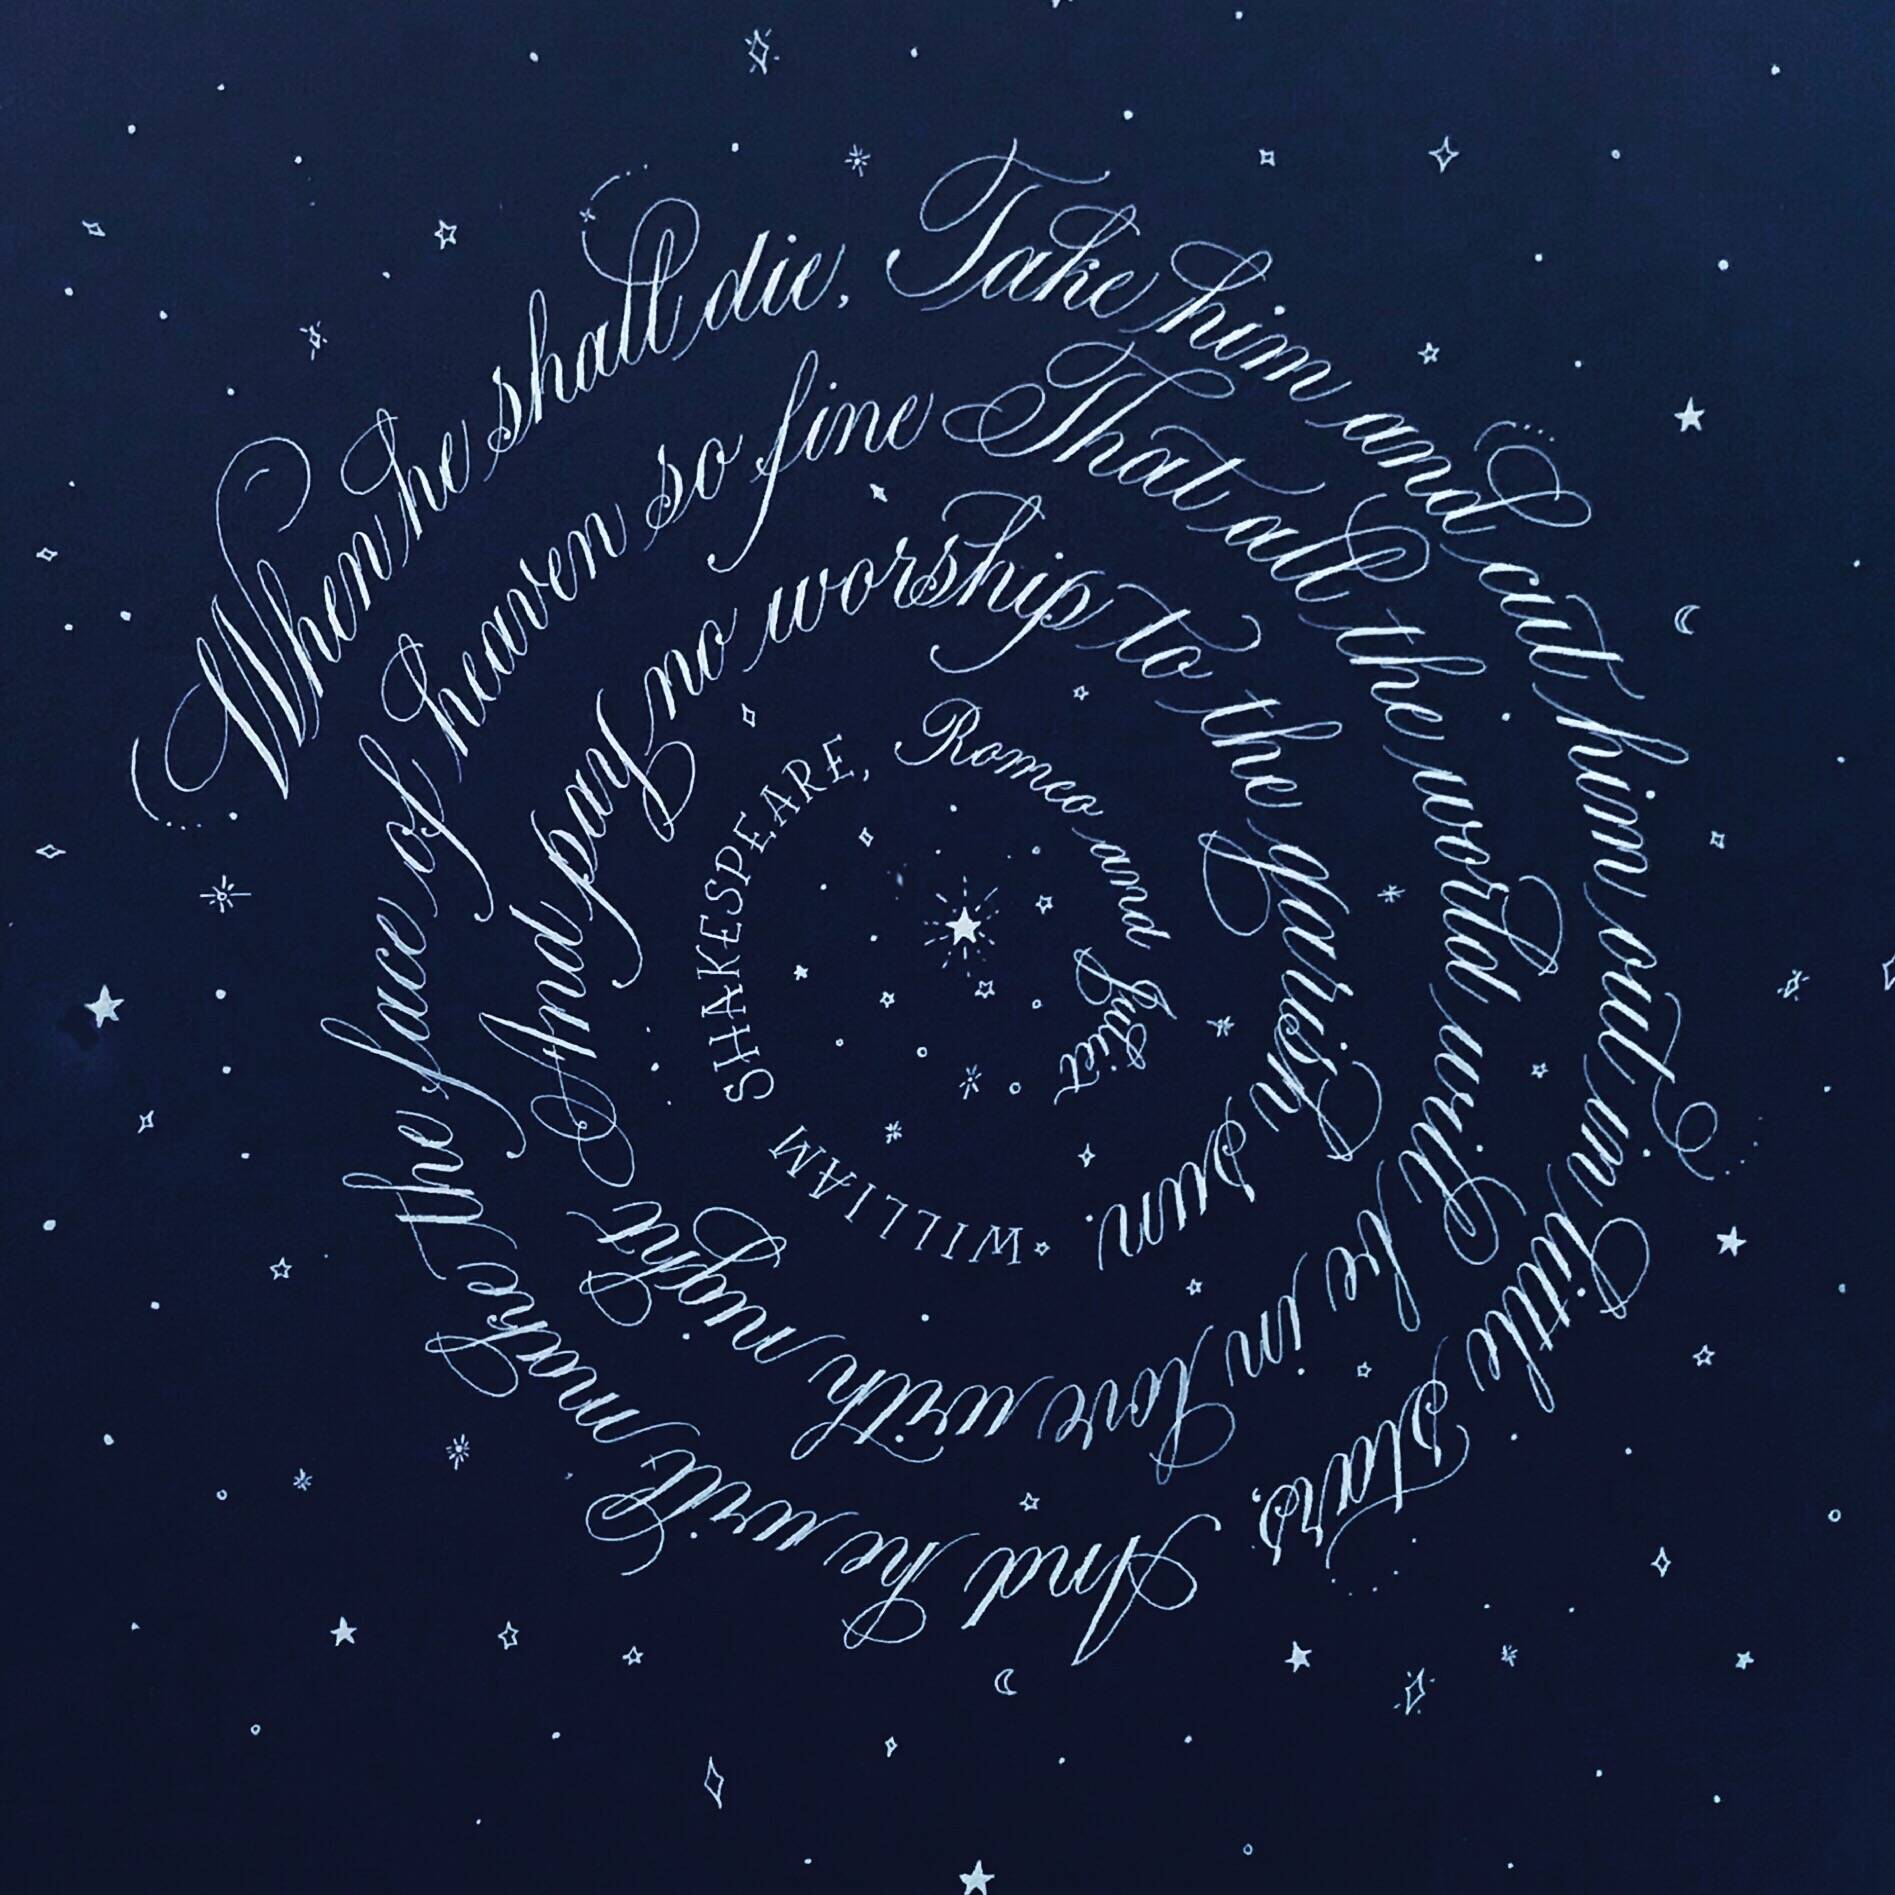 When he shall die, Take him and cut him out in little stars,
And he will make the face of heaven so fine
That all the world will be in love with night
And pay no worship to the garish sun.
WILLIAM SHAKESPEARE, Romeo and Juliet